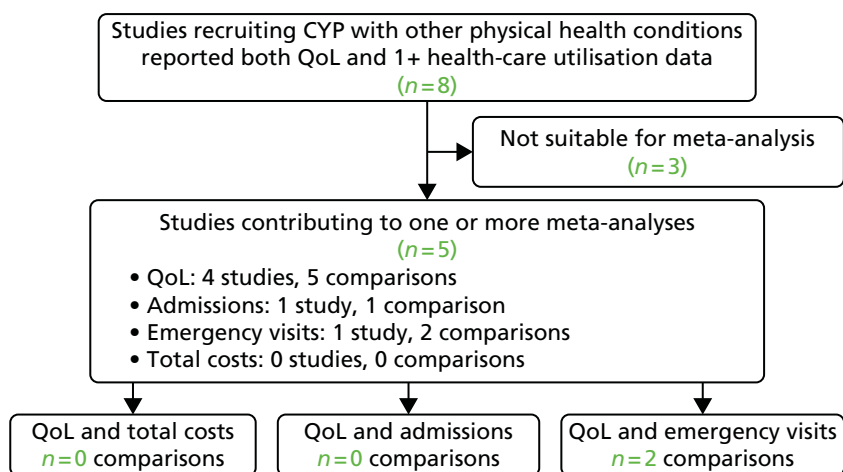 Studies recruiting CYP with other physical health conditions
reported both QoL and 1+ health-care utilisation data
(n=8)
Not suitable for meta-analysis
(n=3)
Studies contributing to one or more meta-analyses
(n=5)
• QoL: 4 studies, 5 comparisons
• Admissions: 1 study, 1 comparison
• Emergency visits: 1 study, 2 comparisons
• Total costs: 0 studies, 0 comparisons
QoL and total costs
n=0 comparisons
QoL and admissions
n=0 comparisons
QoL and emergency visits
n=2 comparisons